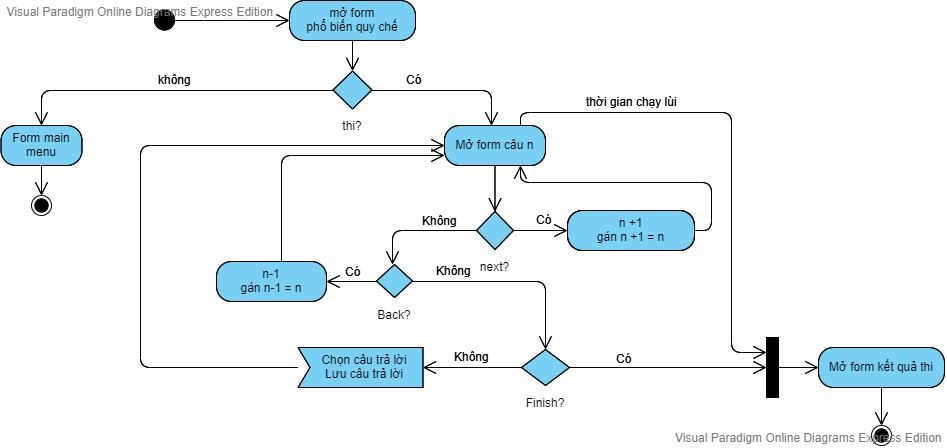 Visual Paradigm Online Diagrams Express Edition
mở form
phổ biến quy chế
không
Có
thi?
thời gian chạy lùi
Form main
menu
Mở form câu n
Không
Có
n +1
gán n +1 = n
next?
n-1
gán n-1 = n
Có
Không
Back?
Chọn câu trả lời
Lưu câu trả lời
Không
Có
Finish?
Mở form kết quả thi
Visual Paradigm Online Diagrams Express Edition